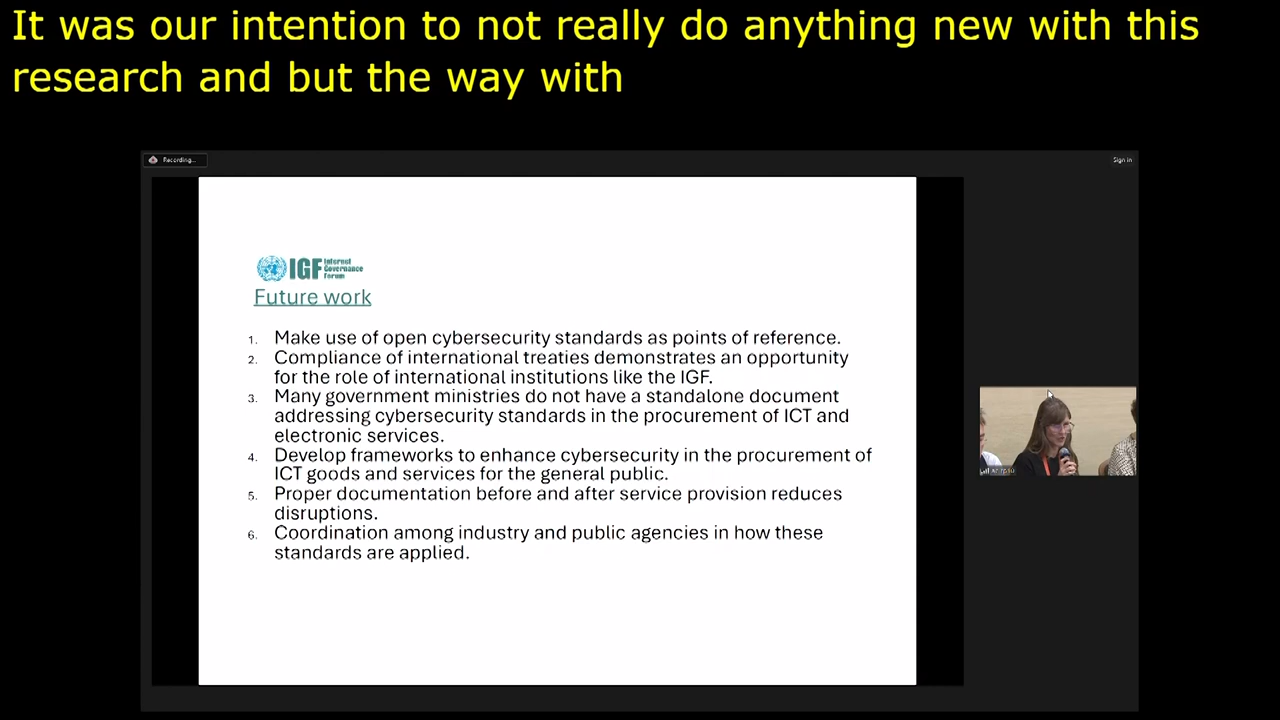 It was our intention to not really do anything new with this
research and but the way with
Recording...
Sign in
IGF Internet
Governance
Forum
Future work
1. Make use of open cybersecurity standards as points of reference.
2. Compliance of international treaties demonstrates an opportunity
for the role of international institutions like the IGF.
3. Many government ministries do not have a standalone document
addressing cybersecurity standards in the procurement of ICT and
electronic services.
4. Develop frameworks to enhance cybersecurity in the procurement of
ICT goods and services for the general public.
5. Proper documentation before and after service provision reduces
disruptions.
6. Coordination among industry and public agencies in how these
standards are applied.